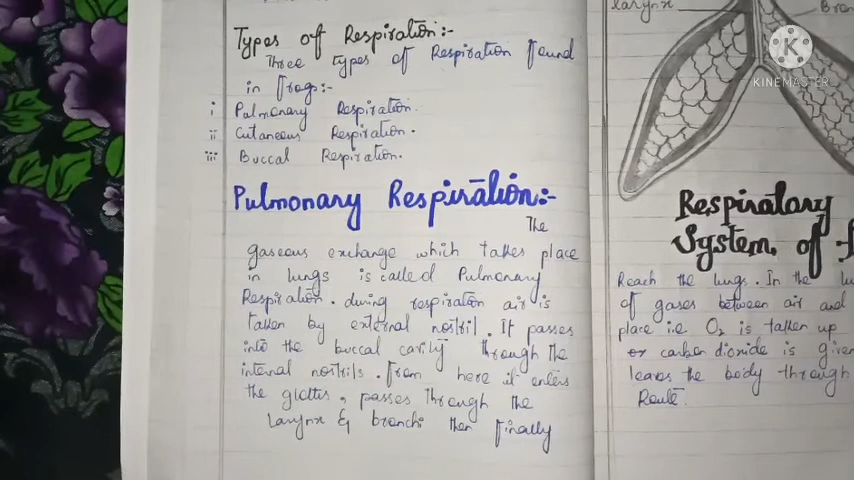 Types of Respiration:-
Three types of Respiration found
in frogs:-
i Pulmonary Respiration.
ii Cutaneous Respiration.
iii Buccal Respiration.
Pulmonary Respiration:-
The
gaseous exchange which takes place
in lungs is called Pulmonary
Respiration. during respiration air is
taken by external nostril. It passes
into the buccal cavity through the
internal nostrils. From here it enters
the glottis, passes through the
Larynx & bronchi then finally
larynx
Bron
KINEMASTER
Respiratory
System of
Reach the lungs. In the lu
of gases between air and
place i.e O2 is taken up
or carbon dioxide is given
leaves the body through
Route.